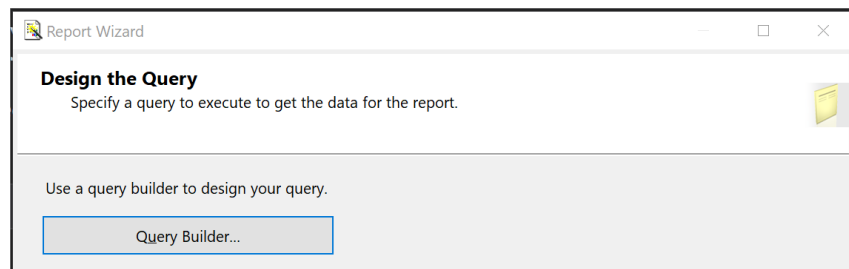 Report Wizard
Design the Query
Specify a query to execute to get the data for the report.
Use a query builder to design your query.
Query Builder...